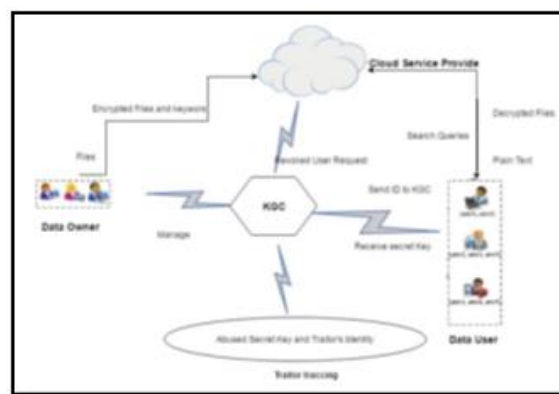 Cloud Service Provide
Encrypted Files and keyword
Decrypted Files
Search Queries
Files
Revoked User Request
Plain Text
Send ID to KGC
KGC
Data Owner
Manage
Receive secret Key
Abused Secret Key and Traitor's Identity
Data User
Traitor tracing